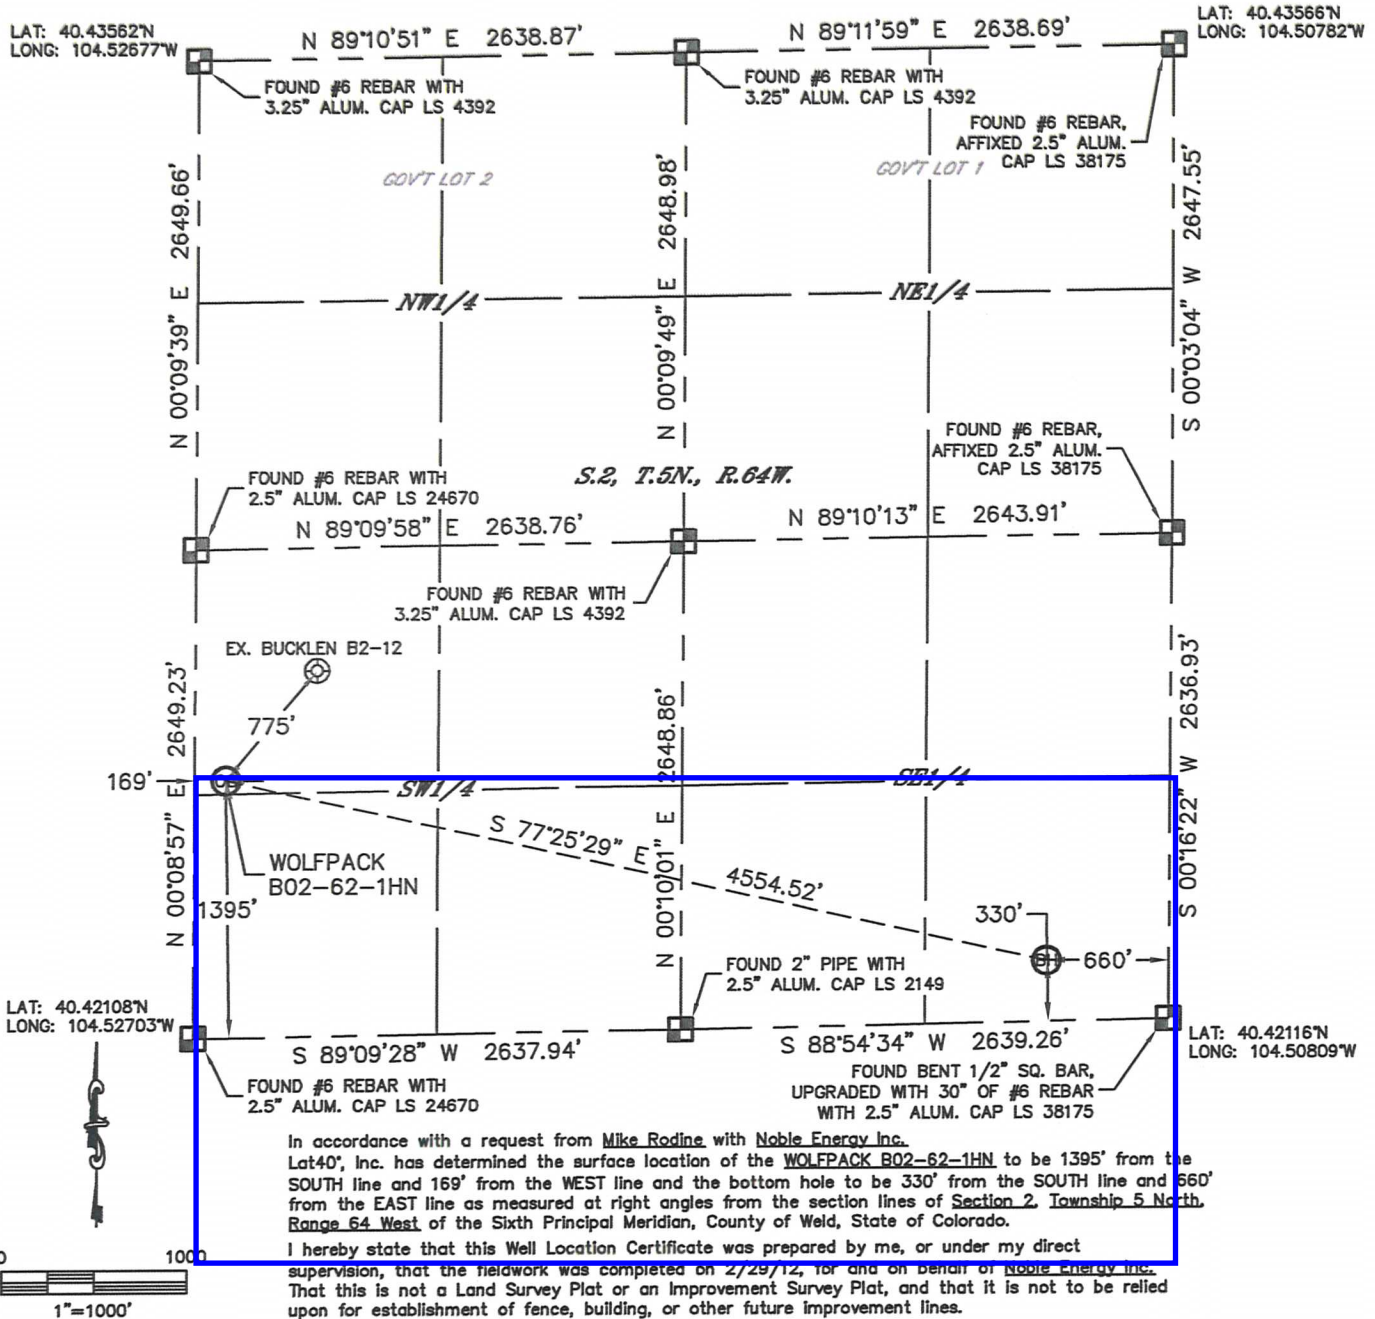 LAT: 40.43562°N
LONG: 104.52677°W
N 89°10'51" E 2638.87'
N 89°11'59" E 2638.69'
LAT: 40.43566°N
LONG: 104.50782°W
FOUND #6 REBAR WITH
3.25" ALUM. CAP LS 4392
FOUND #6 REBAR WITH
3.25" ALUM. CAP LS 4392
FOUND #6 REBAR,
AFFIXED 2.5" ALUM.
CAP LS 38175
GOV'T LOT 2
GOV'T LOT 1
N 00°09'39" E 2649.66'
N 00°09'49" E 2648.98'
S 00°03'04" W 2647.55'
NW1/4
NE1/4
FOUND #6 REBAR,
AFFIXED 2.5" ALUM.
CAP LS 38175
FOUND #6 REBAR WITH
2.5" ALUM. CAP LS 24670
S.2, T.5N., R.64W.
N 89°09'58" E 2638.76'
N 89°10'13" E 2643.91'
FOUND #6 REBAR WITH
3.25" ALUM. CAP LS 4392
EX. BUCKLEN B2-12
775'
169'
N 00°08'57" E 2649.23'
N 00°10'01" E 2648.86'
S 00°16'22" W 2636.93'
SW1/4
SE1/4
S 77°25'29" E 4554.52'
WOLFPACK
B02-62-1HN
1395'
330'
BH
660'
FOUND 2" PIPE WITH
2.5" ALUM. CAP LS 2149
LAT: 40.42108°N
LONG: 104.52703°W
S 89°09'28" W 2637.94'
S 88°54'34" W 2639.26'
LAT: 40.42116°N
LONG: 104.50809°W
FOUND #6 REBAR WITH
2.5" ALUM. CAP LS 24670
FOUND BENT 1/2" SQ. BAR,
UPGRADED WITH 30" OF #6 REBAR
WITH 2.5" ALUM. CAP LS 38175
In accordance with a request from Mike Rodine with Noble Energy Inc.
Lat40°, Inc. has determined the surface location of the WOLFPACK B02-62-1HN to be 1395' from the
SOUTH line and 169' from the WEST line and the bottom hole to be 330' from the SOUTH line and 660'
from the EAST line as measured at right angles from the section lines of Section 2, Township 5 North,
Range 64 West of the Sixth Principal Meridian, County of Weld, State of Colorado.
I hereby state that this Well Location Certificate was prepared by me, or under my direct
supervision, that the fieldwork was completed on 2/29/12, for and on behalf of Noble Energy Inc.
That this is not a Land Survey Plat or an Improvement Survey Plat, and that it is not to be relied
upon for establishment of fence, building, or other future improvement lines.
0 1000
1"=1000'